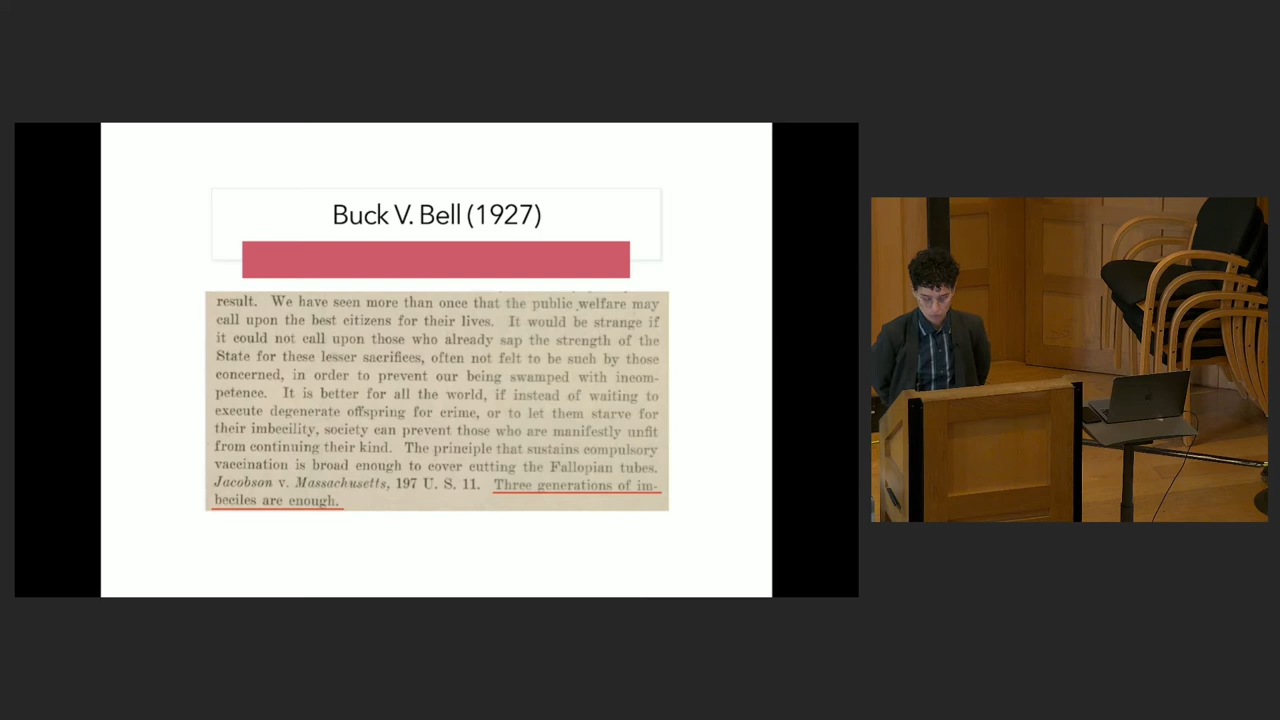 Buck V. Bell (1927)
result. We have seen more than once that the public welfare may
call upon the best citizens for their lives. It would be strange if
it could not call upon those who already sap the strength of the
State for these lesser sacrifices, often not felt to be such by those
concerned, in order to prevent our being swamped with incom-
petence. It is better for all the world, if instead of waiting to
execute degenerate offspring for crime, or to let them starve for
their imbecility, society can prevent those who are manifestly unfit
from continuing their kind. The principle that sustains compulsory
vaccination is broad enough to cover cutting the Fallopian tubes.
Jacobson v. Massachusetts, 197 U. S. 11. Three generations of im-
beciles are enough.